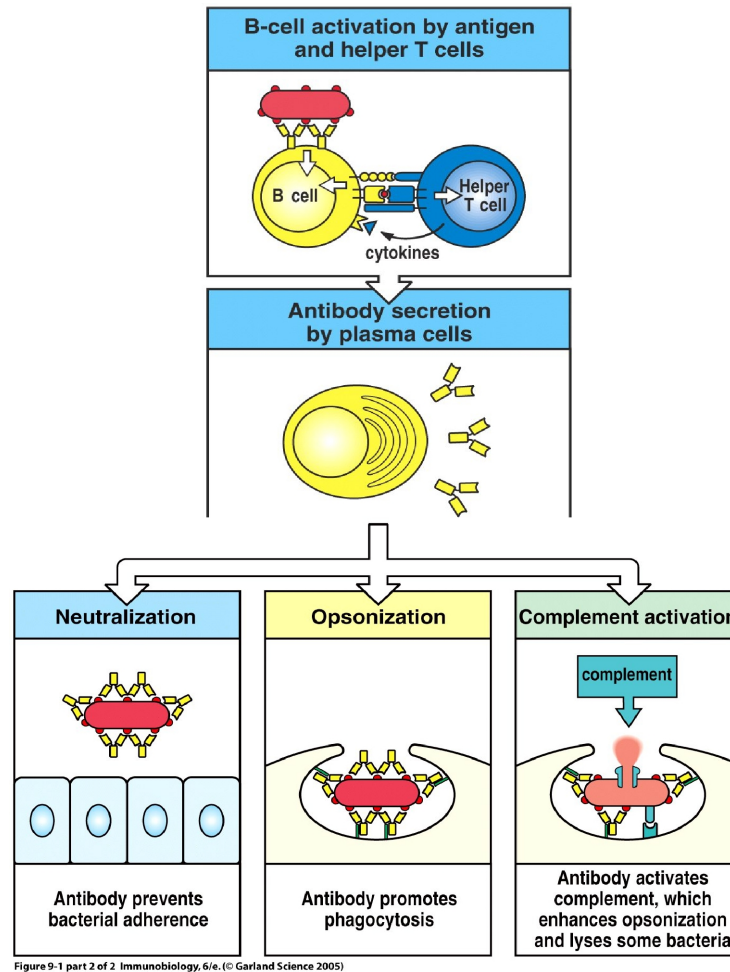 B-cell activation by antigen
and helper T cells
B cell
Helper
T cell
cytokines
Antibody secretion
by plasma cells
Neutralization
Opsonization
Complement activation
complement
Antibody prevents
bacterial adherence
Antibody promotes
phagocytosis
Antibody activates
complement, which
enhances opsonization
and lyses some bacteria
Figure 9-1 part 2 of 2 Immunobiology, 6/e. (© Garland Science 2005)